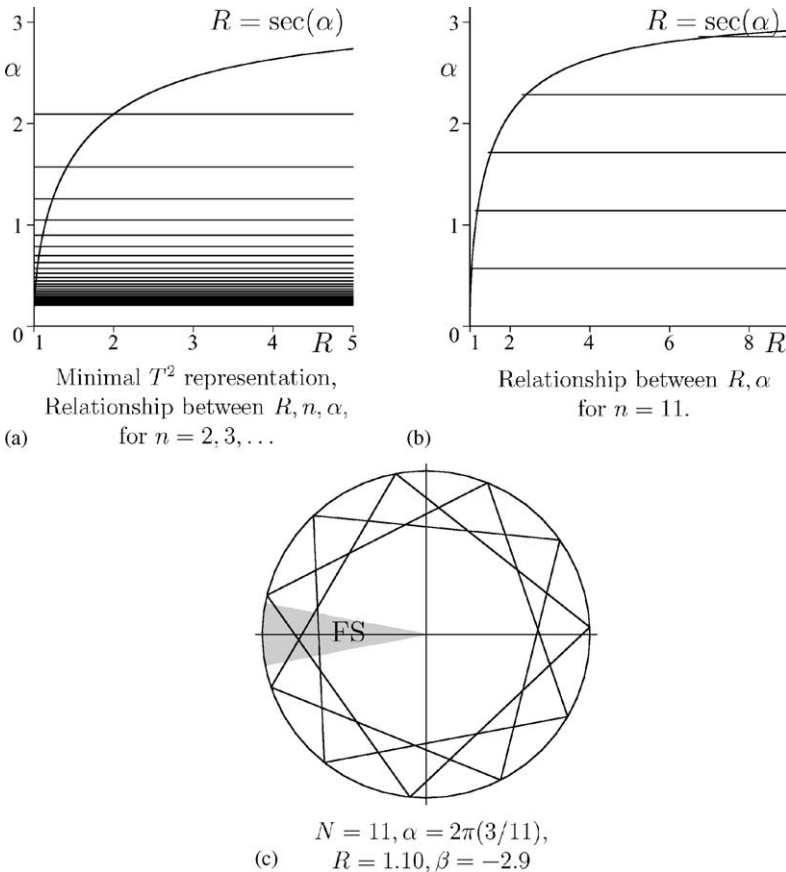 3
R = sec(α)
α
2
1
0
1
2
3
4
R
5
Minimal T² representation,
Relationship between R, n, α,
(a)
for n = 2, 3, . . .
3
R = sec(α)
α
2
1
0
1
2
4
6
8
R
Relationship between R, α
for n = 11.
(b)
FS
N = 11, α = 2π(3/11),
(c)
R = 1.10, β = −2.9